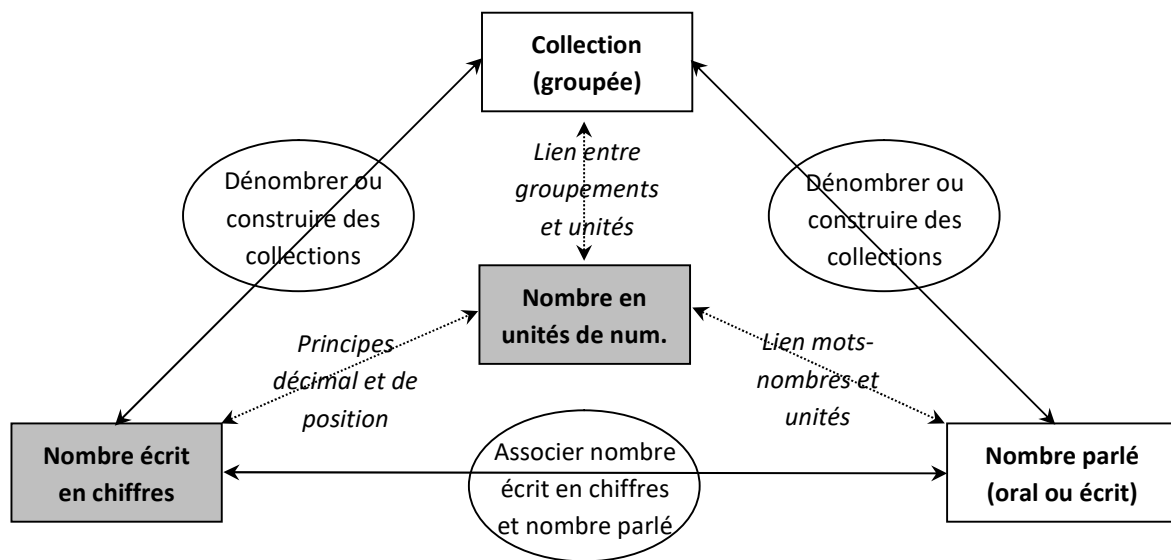 Collection
(groupée)
Lien entre
groupements
et unités
Dénombrer ou
construire des
collections
Dénombrer ou
construire des
collections
Nombre en
unités de num.
Principes
décimal et de
position
Lien mots-
nombres et
unités
Nombre écrit
en chiffres
Associer nombre
écrit en chiffres
et nombre parlé
Nombre parlé
(oral ou écrit)